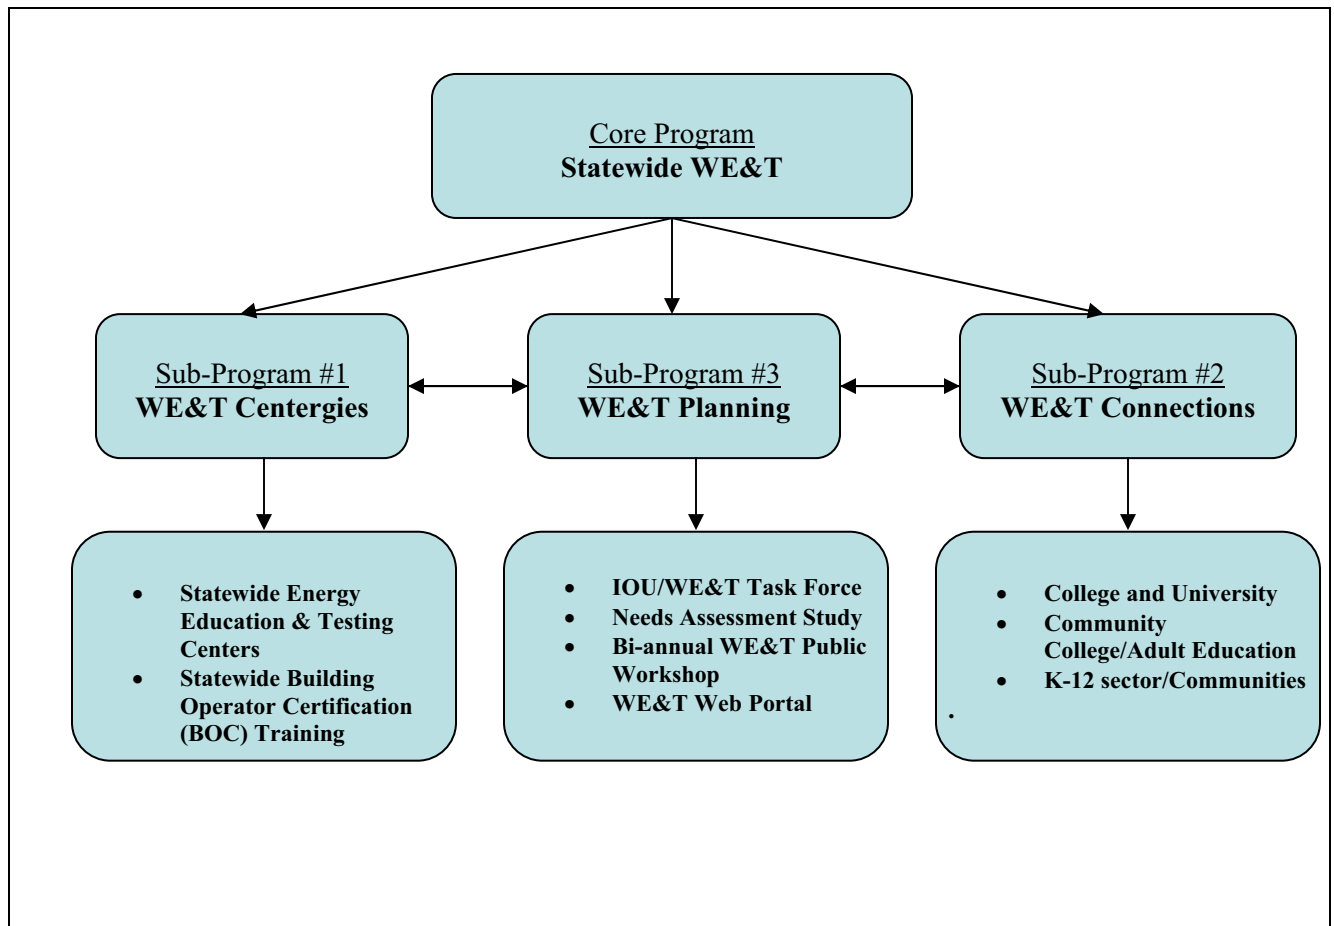 Core Program
Statewide WE&T
Sub-Program #1
WE&T Centergies
Sub-Program #3
WE&T Planning
Sub-Program #2
WE&T Connections
• Statewide Energy
Education & Testing
Centers
• Statewide Building
Operator Certification
(BOC) Training
• IOU/WE&T Task Force
• Needs Assessment Study
• Bi-annual WE&T Public
Workshop
• WE&T Web Portal
• College and University
• Community
College/Adult Education
• K-12 sector/Communities
.